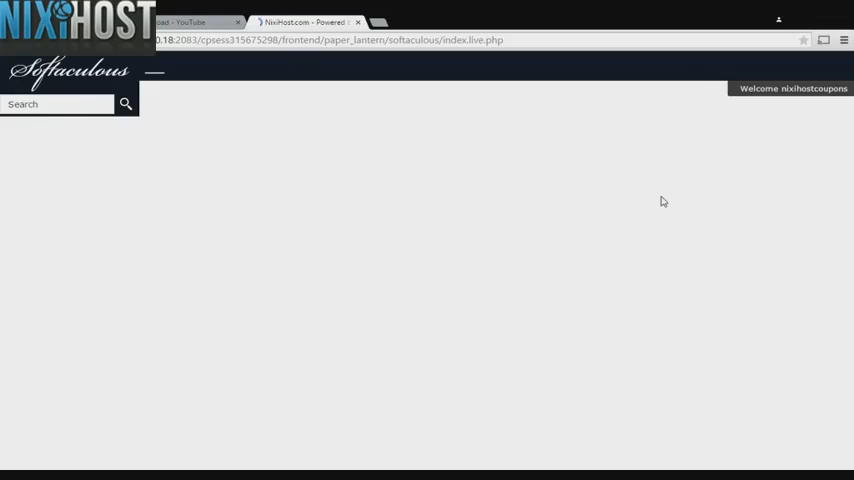 NIXIHOST
oad - YouTube
NixiHost.com - Powered
0.18:2083/cpsess315675298/frontend/paper_lantern/softaculous/index.live.php
Softaculous
Welcome nixihostcoupons
Search